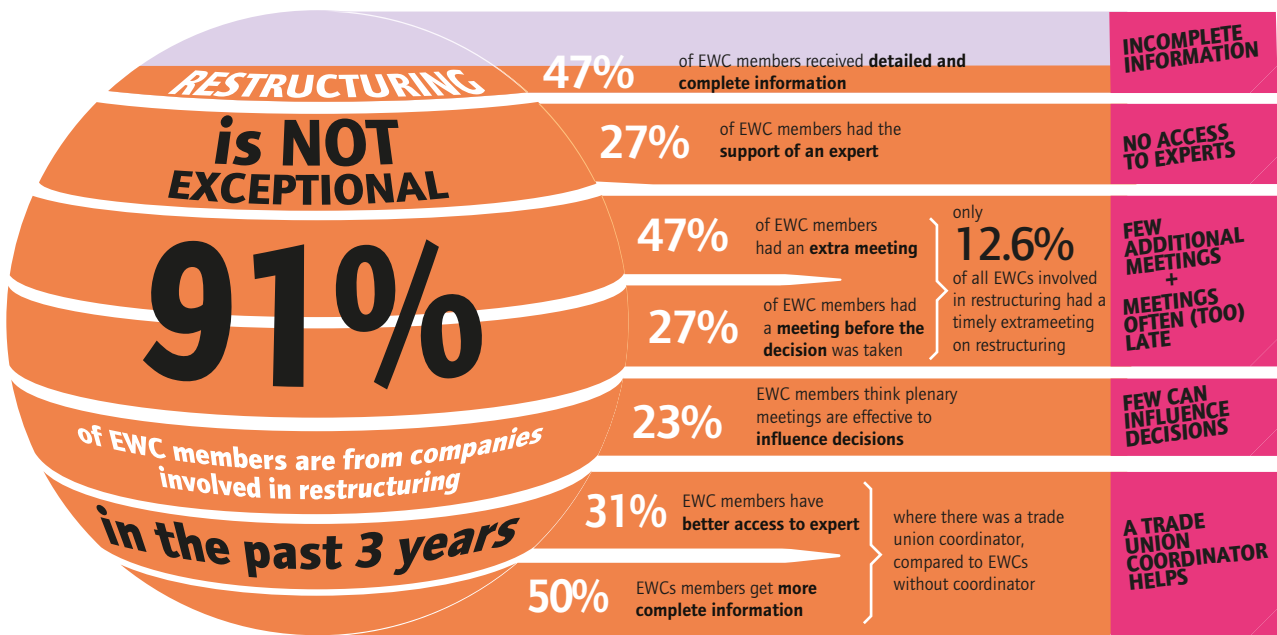 RESTRUCTURING
is NOT
EXCEPTIONAL
91%
of EWC members are from companies
involved in restructuring
in the past 3 years
47%
of EWC members received detailed and
complete information
INCOMPLETE
INFORMATION
27%
of EWC members had the
support of an expert
NO ACCESS
TO EXPERTS
47%
of EWC members
had an extra meeting
27%
of EWC members had
a meeting before the
decision was taken
only
12.6%
of all EWCs involved
in restructuring had a
timely extrameeting
on restructuring
FEW
ADDITIONAL
MEETINGS
+
MEETINGS
OFTEN (TOO)
LATE
23%
EWC members think plenary
meetings are effective to
influence decisions
FEW CAN
INFLUENCE
DECISIONS
31%
EWC members have
better access to expert
50%
EWCs members get more
complete information
where there was a trade
union coordinator,
compared to EWCs
without coordinator
A TRADE
UNION
COORDINATOR
HELPS